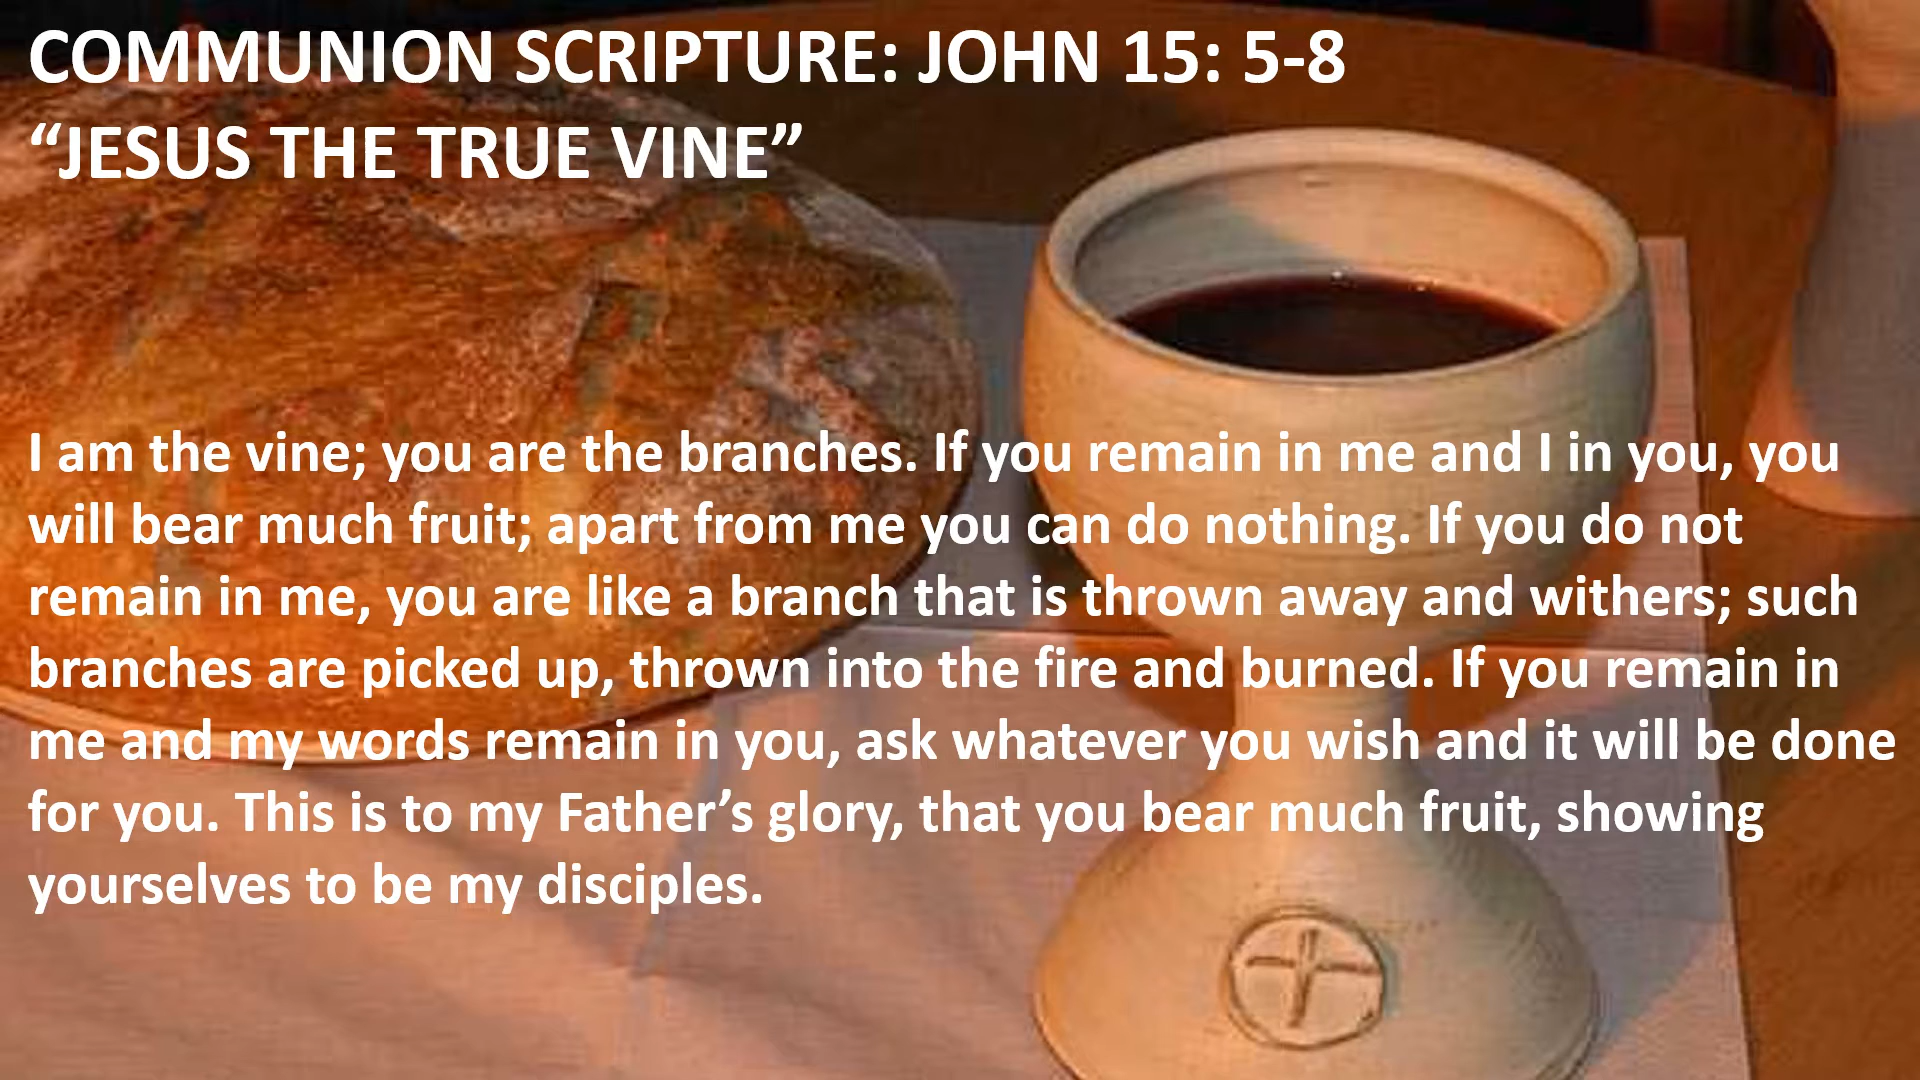 COMMUNION SCRIPTURE: JOHN 15: 5-8
“JESUS THE TRUE VINE”
I am the vine; you are the branches. If you remain in me and I in you, you
will bear much fruit; apart from me you can do nothing. If you do not
remain in me, you are like a branch that is thrown away and withers; such
branches are picked up, thrown into the fire and burned. If you remain in
me and my words remain in you, ask whatever you wish and it will be done
for you. This is to my Father’s glory, that you bear much fruit, showing
yourselves to be my disciples.